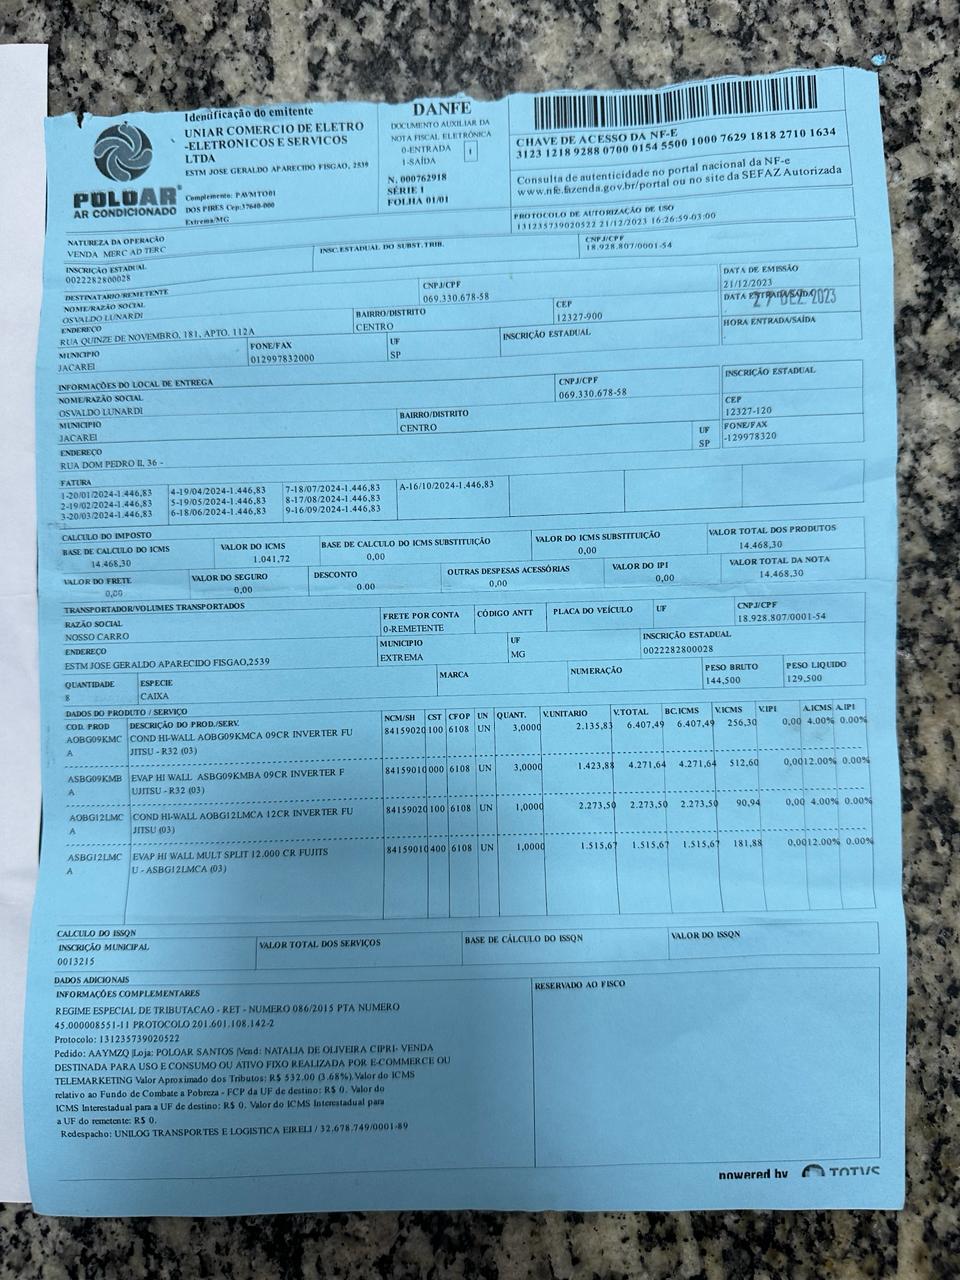 POLOAR
AR CONDICIONADO
Identificação do emitente
UNIAR COMERCIO DE ELETRO
-ELETRONICOS E SERVICOS
LTDA
ESTM JOSE GERALDO APARECIDO FISGAO, 2539
Complemento: PAVMTO01
DOS PIRES Cep:37640-000
Extrema/MG
DANFE
DOCUMENTO AUXILIAR DA
NOTA FISCAL ELETRÔNICA
0-ENTRADA
1-SAÍDA
1
N. 000762918
SÉRIE 1
FOLHA 01/01
CHAVE DE ACESSO DA NF-E
3123 1218 9288 0700 0154 5500 1000 7629 1818 2710 1634
Consulta de autenticidade no portal nacional da NF-e
www.nfe.fazenda.gov.br/portal ou no site da SEFAZ Autorizada
PROTOCOLO DE AUTORIZAÇÃO DE USO
131235739020522 21/12/2023 16:26:59-03:00
NATUREZA DA OPERAÇÃO
VENDA MERC AD TERC
INSC.ESTADUAL DO SUBST.TRIB.
CNPJ/CPF
18.928.807/0001-54
INSCRIÇÃO ESTADUAL
0022282800028
DESTINATARIO/REMETENTE
NOME/RAZÃO SOCIAL
OSVALDO LUNARDI
CNPJ/CPF
069.330.678-58
DATA DE EMISSÃO
21/12/2023
ENDEREÇO
RUA QUINZE DE NOVEMBRO, 181, APTO. 112A
BAIRRO/DISTRITO
CENTRO
CEP
12327-900
DATA ENTRADA/SAÍDA
27 DEZ 2023
MUNICIPIO
JACAREI
FONE/FAX
012997832000
UF
SP
INSCRIÇÃO ESTADUAL
HORA ENTRADA/SAÍDA
INFORMAÇÕES DO LOCAL DE ENTREGA
NOME/RAZÃO SOCIAL
OSVALDO LUNARDI
CNPJ/CPF
069.330.678-58
INSCRIÇÃO ESTADUAL
MUNICIPIO
JACAREI
BAIRRO/DISTRITO
CENTRO
CEP
12327-120
ENDEREÇO
RUA DOM PEDRO II, 36 -
UF
SP
FONE/FAX
-129978320
FATURA
1-20/01/2024-1.446,83 4-19/04/2024-1.446,83 7-18/07/2024-1.446,83 A-16/10/2024-1.446,83
2-19/02/2024-1.446,83 5-19/05/2024-1.446,83 8-17/08/2024-1.446,83
3-20/03/2024-1.446,83 6-18/06/2024-1.446,83 9-16/09/2024-1.446,83
CALCULO DO IMPOSTO
BASE DE CALCULO DO ICMS
14.468,30
VALOR DO ICMS
1.041,72
BASE DE CALCULO DO ICMS SUBSTITUIÇÃO
0,00
VALOR DO ICMS SUBSTITUIÇÃO
0,00
VALOR TOTAL DOS PRODUTOS
14.468,30
VALOR DO FRETE
0,00
VALOR DO SEGURO
0,00
DESCONTO
0.00
OUTRAS DESPESAS ACESSÓRIAS
0,00
VALOR DO IPI
0,00
VALOR TOTAL DA NOTA
14.468,30
TRANSPORTADOR/VOLUMES TRANSPORTADOS
RAZÃO SOCIAL
NOSSO CARRO
FRETE POR CONTA
0-REMETENTE
CÓDIGO ANTT
PLACA DO VEÍCULO
UF
CNPJ/CPF
18.928.807/0001-54
ENDEREÇO
ESTM JOSE GERALDO APARECIDO FISGAO,2539
MUNICIPIO
EXTREMA
UF
MG
INSCRIÇÃO ESTADUAL
0022282800028
QUANTIDADE
8
ESPECIE
CAIXA
MARCA
NUMERAÇÃO
PESO BRUTO
144,500
PESO LIQUIDO
129,500
DADOS DO PRODUTO / SERVIÇO
COD. PROD DESCRIÇÃO DO PROD./SERV. NCM/SH CST CFOP UN QUANT. V.UNITARIO V.TOTAL BC.ICMS V.ICMS V.IPI A.ICMS A.IPI
AOBG09KMC COND HI-WALL AOBG09KMCA 09CR INVERTER FU 84159020 100 6108 UN 3,0000 2.135,83 6.407,49 6.407,49 256,30 0,00 4.00% 0.00%
A JITSU - R32 (03)
ASBG09KMB EVAP HI WALL ASBG09KMBA 09CR INVERTER F 84159010 000 6108 UN 3,0000 1.423,88 4.271,64 4.271,64 512,60 0,00 12.00% 0.00%
A UJITSU - R32 (03)
AOBG12LMC COND HI-WALL AOBG12LMCA 12CR INVERTER FU 84159020 100 6108 UN 1,0000 2.273,50 2.273,50 2.273,50 90,94 0,00 4.00% 0.00%
A JITSU (03)
ASBG12LMC EVAP HI WALL MULT SPLIT 12.000 CR FUJITS 84159010 400 6108 UN 1,0000 1.515,67 1.515,67 1.515,67 181,88 0,00 12.00% 0.00%
A U - ASBG12LMCA (03)
CALCULO DO ISSQN
INSCRIÇÃO MUNICIPAL
0013215
VALOR TOTAL DOS SERVIÇOS
BASE DE CÁLCULO DO ISSQN
VALOR DO ISSQN
DADOS ADICIONAIS
INFORMAÇÕES COMPLEMENTARES
RESERVADO AO FISCO
REGIME ESPECIAL DE TRIBUTACAO - RET - NUMERO 086/2015 PTA NUMERO
45.000008551-11 PROTOCOLO 201.601.108.142-2
Protocolo: 131235739020522
Pedido: AAYMZQ |Loja: POLOAR SANTOS |Vend: NATALIA DE OLIVEIRA CIPRI- VENDA
DESTINADA PARA USO E CONSUMO OU ATIVO FIXO REALIZADA POR E-COMMERCE OU
TELEMARKETING Valor Aproximado dos Tributos: R$ 532.00 (3.68%).Valor do ICMS
relativo ao Fundo de Combate a Pobreza - FCP da UF de destino: R$ 0. Valor do
ICMS Interestadual para a UF de destino: R$ 0. Valor do ICMS Interestadual para
a UF do remetente: R$ 0.
Redespacho: UNILOG TRANSPORTES E LOGISTICA EIRELI / 32.678.749/0001-89
powered by TOTVS